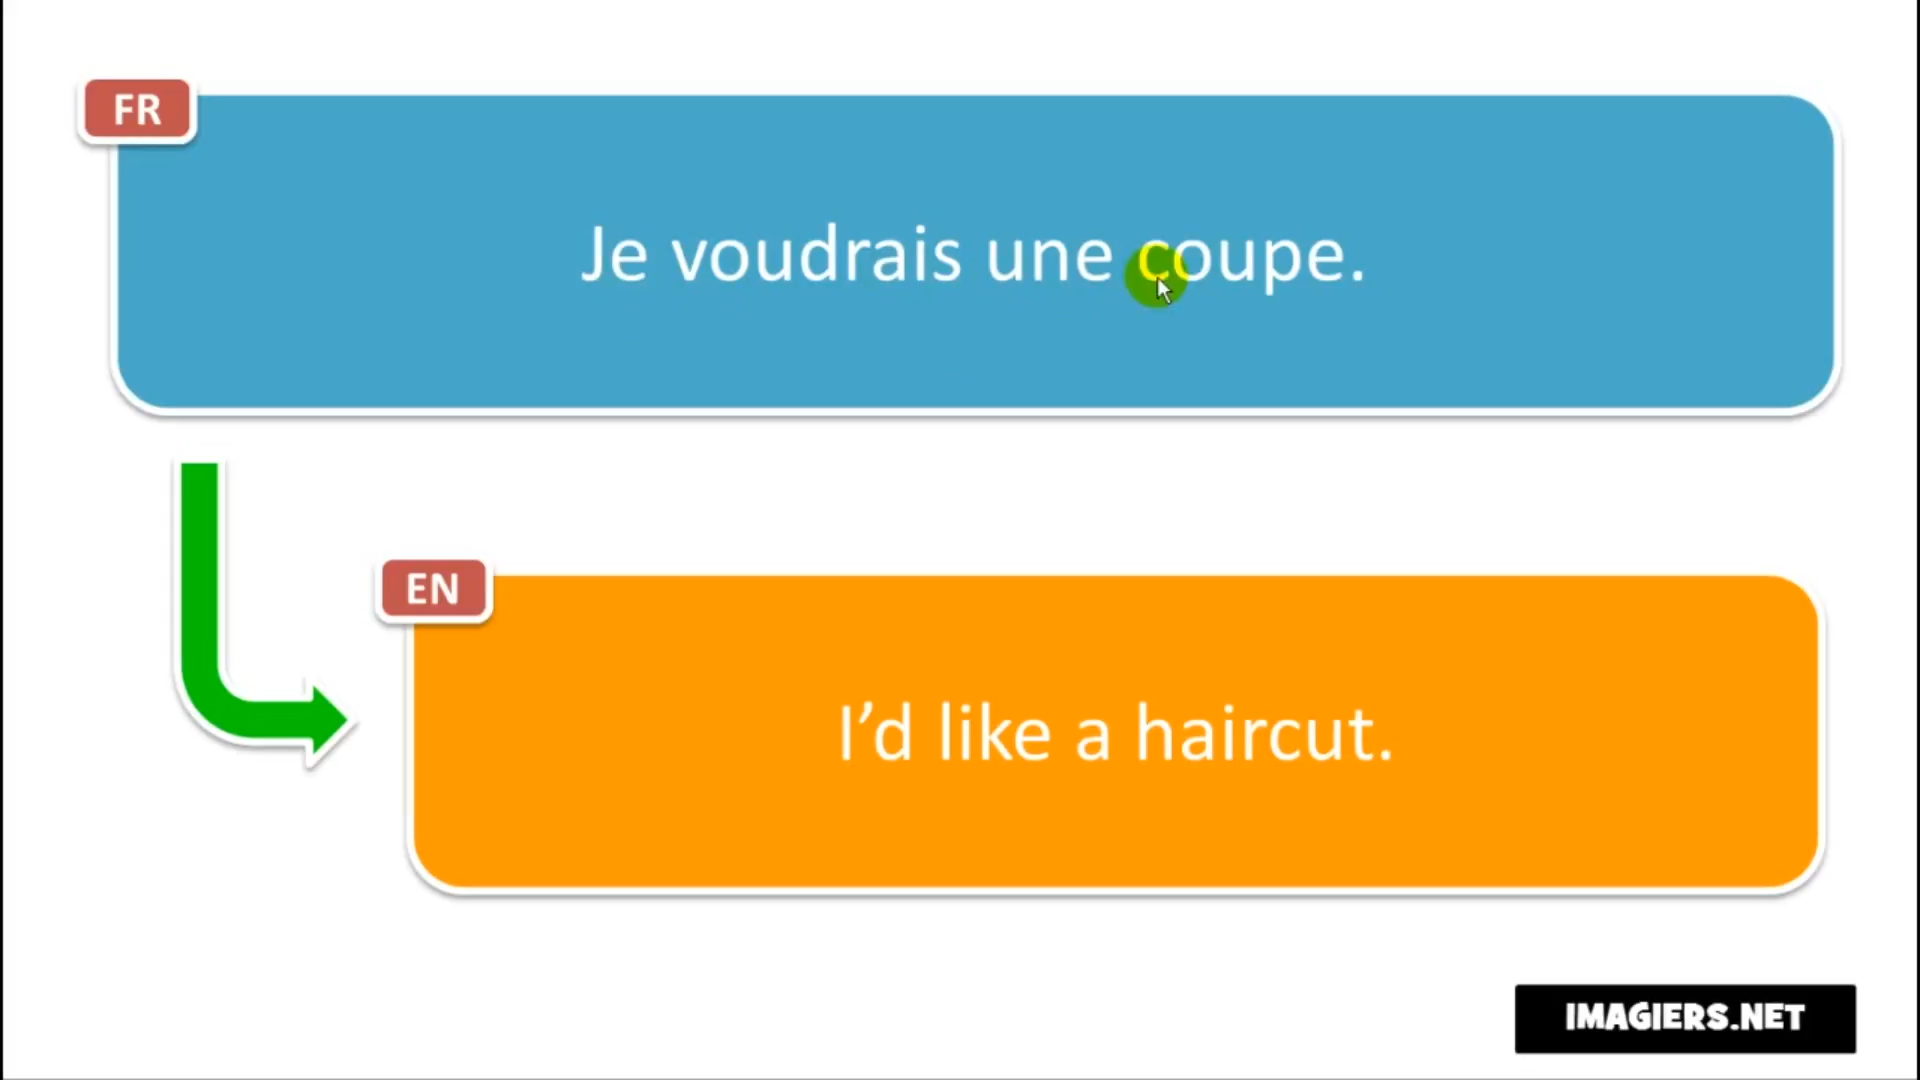 FR
Je voudrais une coupe.
EN
I’d like a haircut.
IMAGIERS.NET